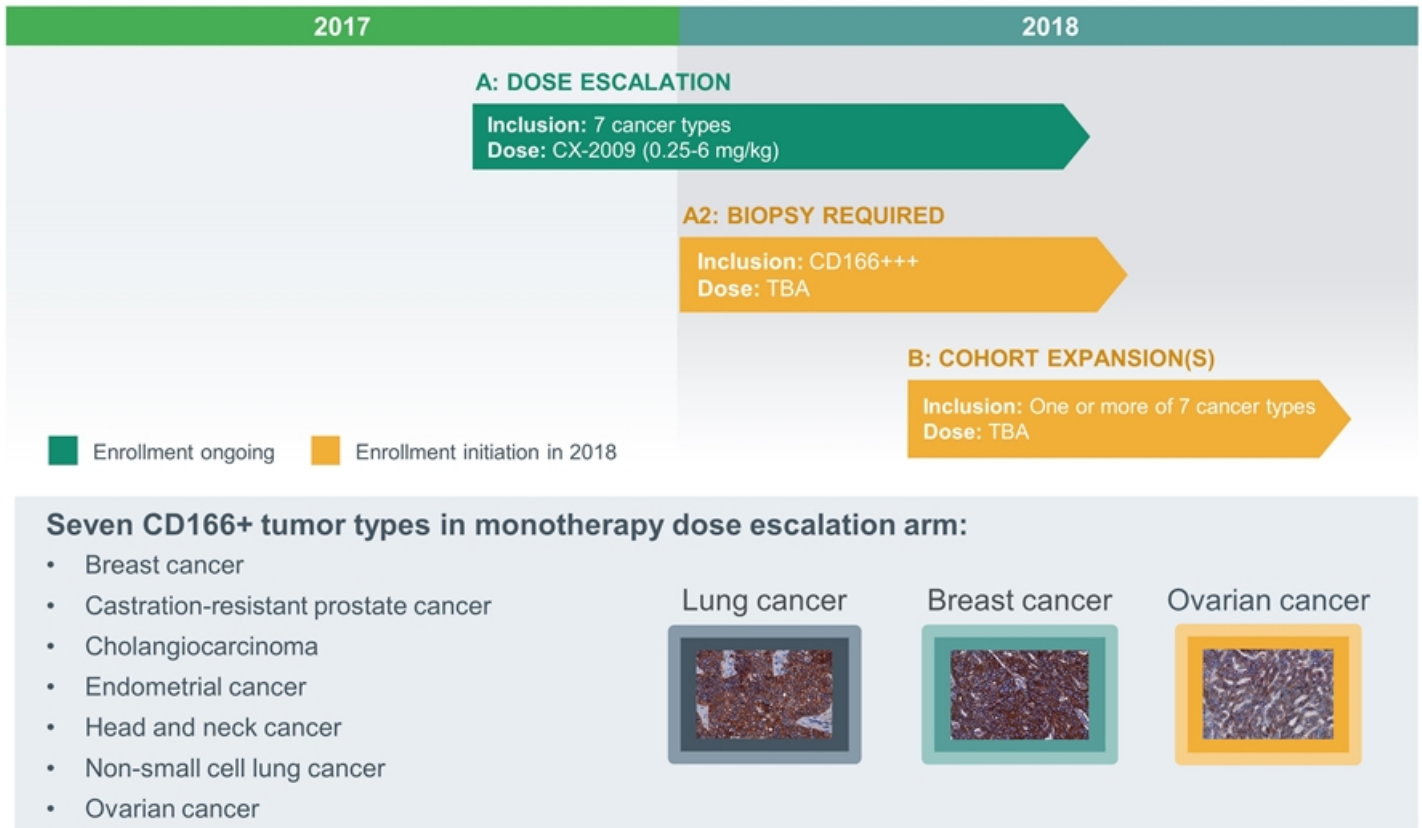 2017
2018
A: DOSE ESCALATION
Inclusion: 7 cancer types
Dose: CX-2009 (0.25-6 mg/kg)
A2: BIOPSY REQUIRED
Inclusion: CD166+++
Dose: TBA
B: COHORT EXPANSION(S)
Inclusion: One or more of 7 cancer types
Dose: TBA
Enrollment ongoing
Enrollment initiation in 2018
Seven CD166+ tumor types in monotherapy dose escalation arm:
• Breast cancer
• Castration-resistant prostate cancer
• Cholangiocarcinoma
• Endometrial cancer
• Head and neck cancer
• Non-small cell lung cancer
• Ovarian cancer
Lung cancer
Breast cancer
Ovarian cancer